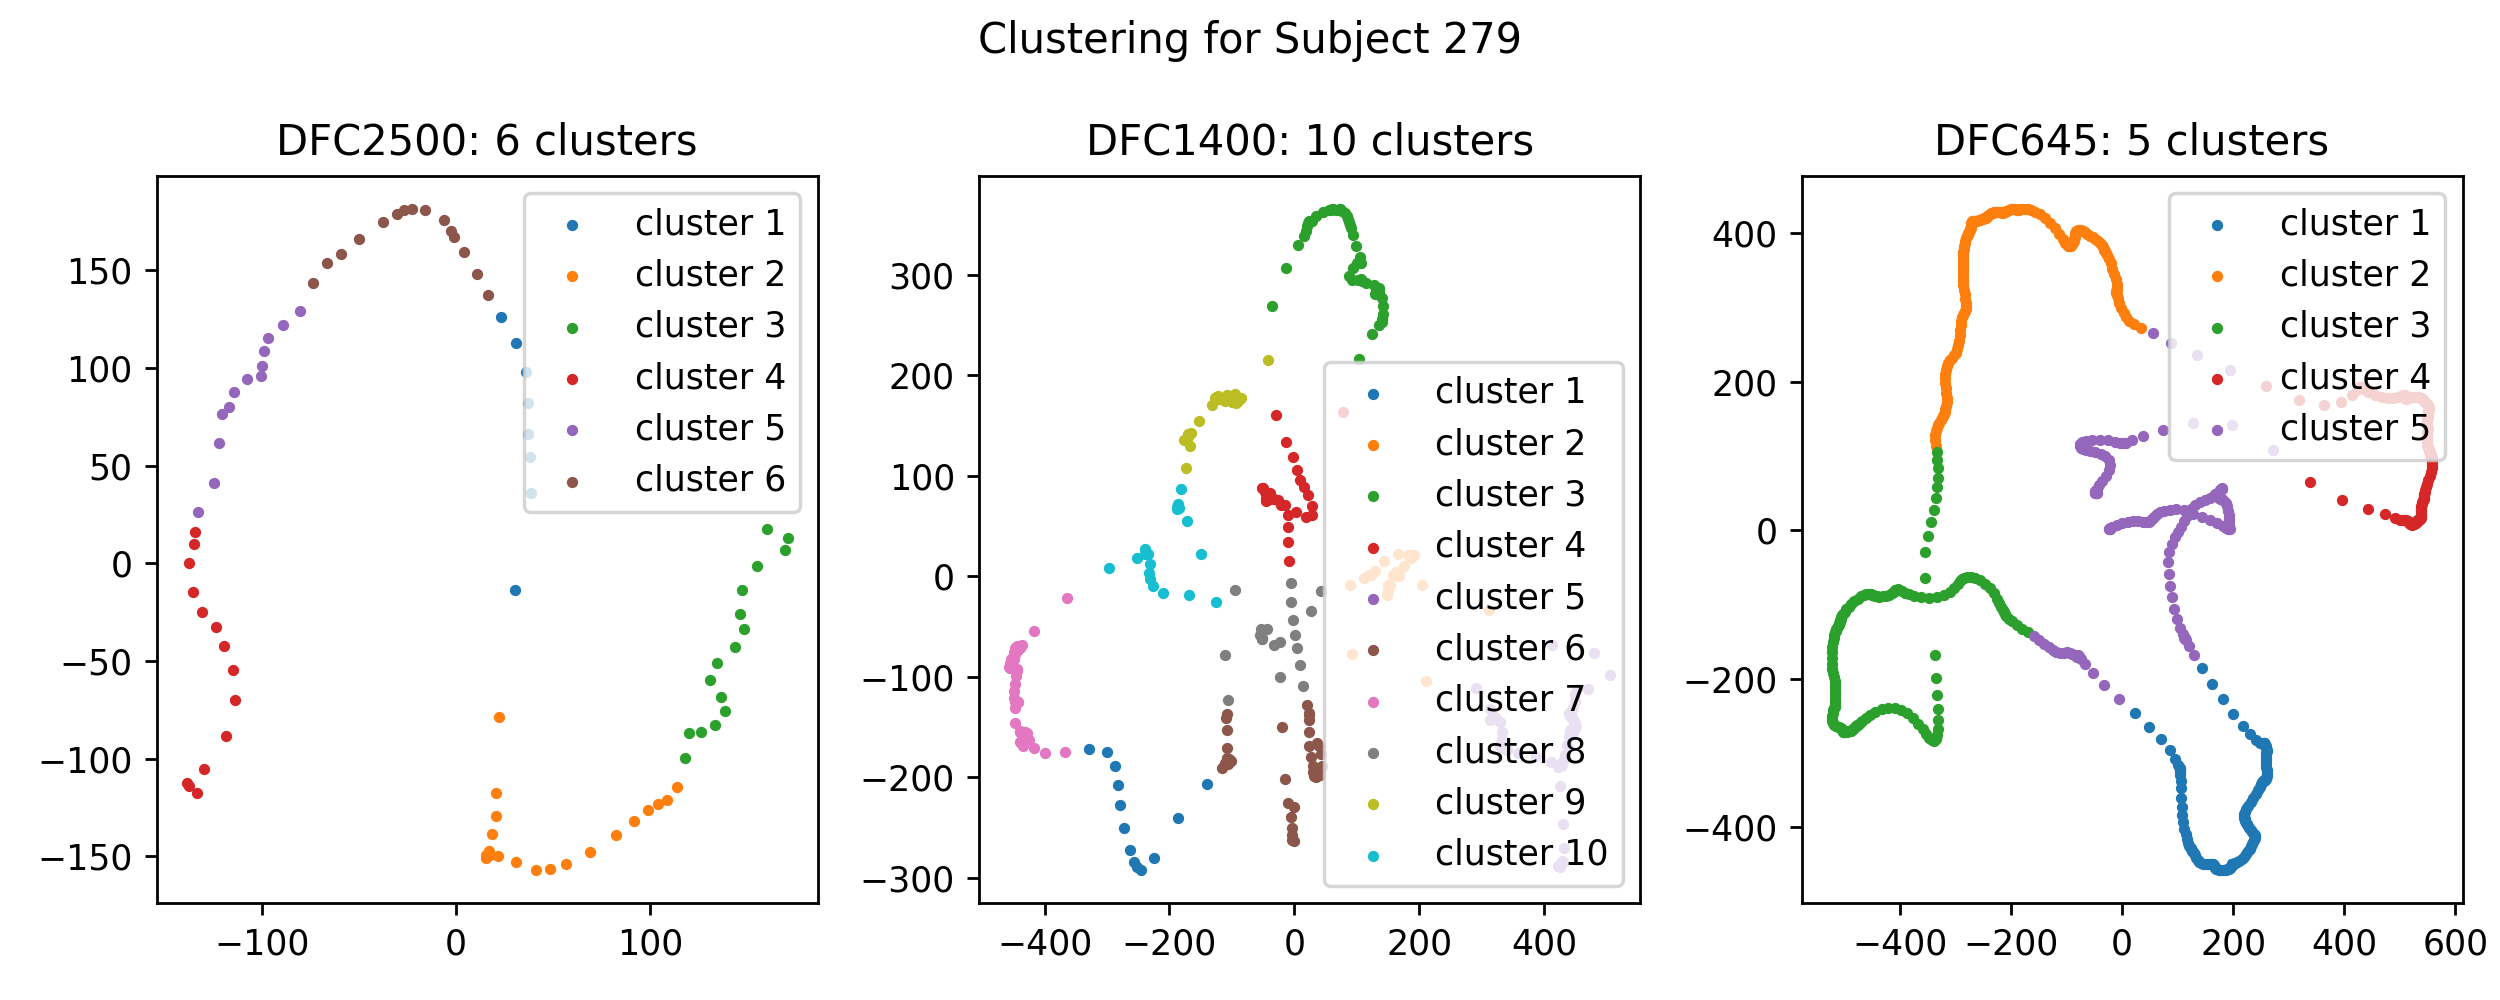 Clustering for Subject 279
DFC2500: 6 clusters
cluster 1
cluster 2
cluster 3
cluster 4
cluster 5
cluster 6
150
100
50
0
−50
−100
−150
−100
0
100
DFC1400: 10 clusters
cluster 1
cluster 2
cluster 3
cluster 4
cluster 5
cluster 6
cluster 7
cluster 8
cluster 9
cluster 10
300
200
100
0
−100
−200
−300
−400
−200
0
200
400
DFC645: 5 clusters
cluster 1
cluster 2
cluster 3
cluster 4
cluster 5
400
200
0
−200
−400
−400
−200
0
200
400
600